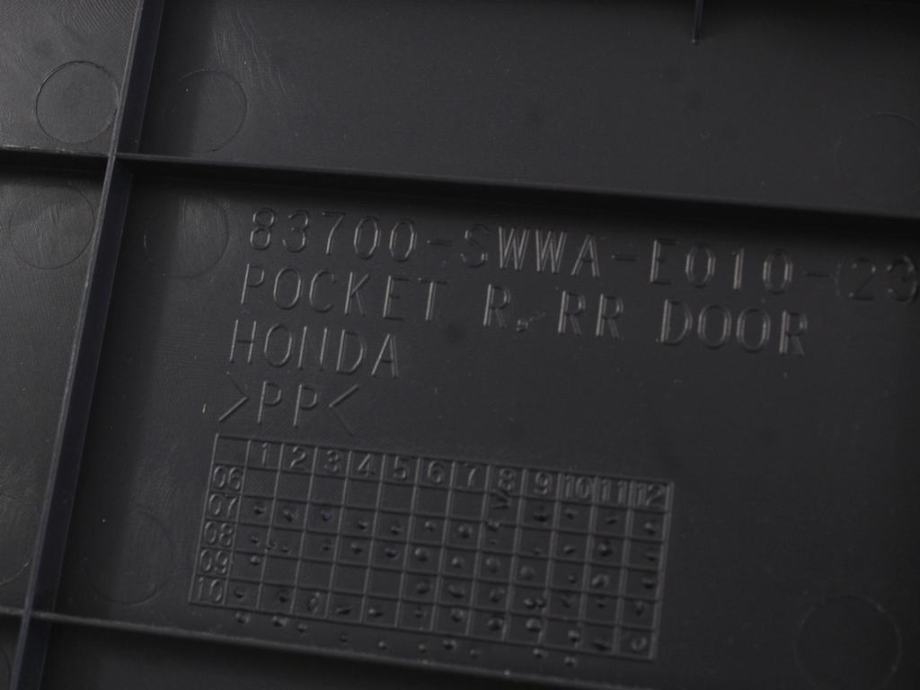 83700-SWWA-E010-(23
POCKET R, RR DOOR
HONDA
>PP<
1 2 3 4 5 6 7 8 9 10 11 12
06
07
08
09
10